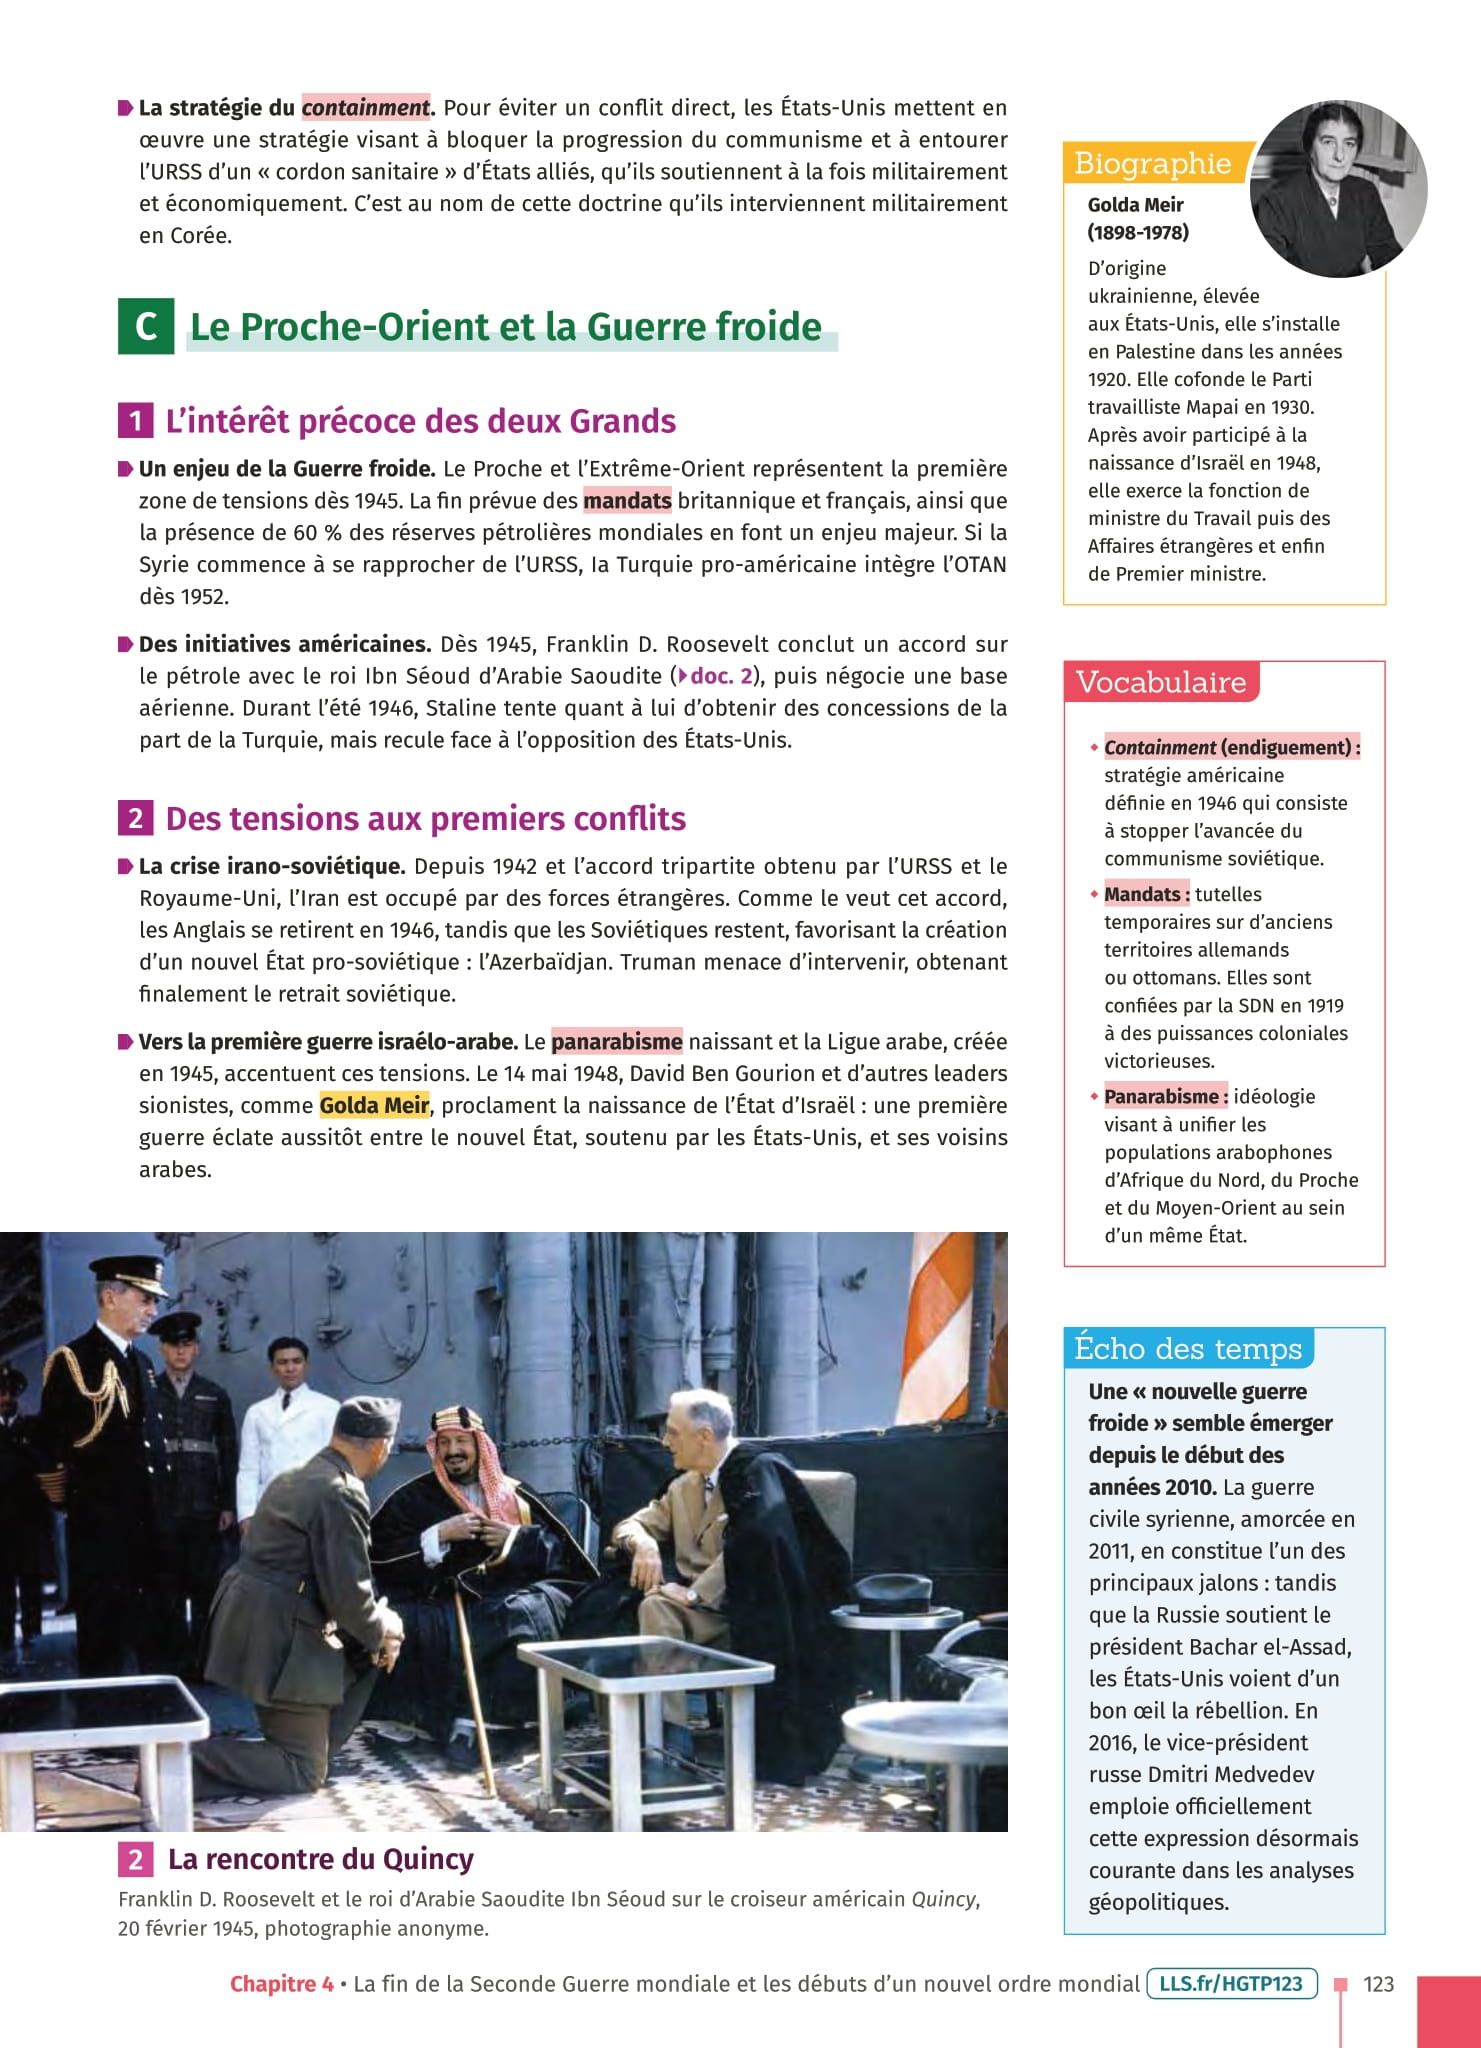 La stratégie du containment. Pour éviter un conflit direct, les États-Unis mettent en
œuvre une stratégie visant à bloquer la progression du communisme et à entourer
l’URSS d’un « cordon sanitaire » d’États alliés, qu’ils soutiennent à la fois militairement
et économiquement. C’est au nom de cette doctrine qu’ils interviennent militairement
en Corée.
C Le Proche-Orient et la Guerre froide
1 L’intérêt précoce des deux Grands
Un enjeu de la Guerre froide. Le Proche et l’Extrême-Orient représentent la première
zone de tensions dès 1945. La fin prévue des mandats britannique et français, ainsi que
la présence de 60 % des réserves pétrolières mondiales en font un enjeu majeur. Si la
Syrie commence à se rapprocher de l’URSS, la Turquie pro-américaine intègre l’OTAN
dès 1952.
Des initiatives américaines. Dès 1945, Franklin D. Roosevelt conclut un accord sur
le pétrole avec le roi Ibn Séoud d’Arabie Saoudite (doc. 2), puis négocie une base
aérienne. Durant l’été 1946, Staline tente quant à lui d’obtenir des concessions de la
part de la Turquie, mais recule face à l’opposition des États-Unis.
2 Des tensions aux premiers conflits
La crise irano-soviétique. Depuis 1942 et l’accord tripartite obtenu par l’URSS et le
Royaume-Uni, l’Iran est occupé par des forces étrangères. Comme le veut cet accord,
les Anglais se retirent en 1946, tandis que les Soviétiques restent, favorisant la création
d’un nouvel État pro-soviétique : l’Azerbaïdjan. Truman menace d’intervenir, obtenant
finalement le retrait soviétique.
Vers la première guerre israélo-arabe. Le panarabisme naissant et la Ligue arabe, créée
en 1945, accentuent ces tensions. Le 14 mai 1948, David Ben Gourion et d’autres leaders
sionistes, comme Golda Meir, proclament la naissance de l’État d’Israël : une première
guerre éclate aussitôt entre le nouvel État, soutenu par les États-Unis, et ses voisins
arabes.
2 La rencontre du Quincy
Franklin D. Roosevelt et le roi d’Arabie Saoudite Ibn Séoud sur le croiseur américain Quincy,
20 février 1945, photographie anonyme.
Biographie
Golda Meir
(1898-1978)
D’origine
ukrainienne, élevée
aux États-Unis, elle s’installe
en Palestine dans les années
1920. Elle cofonde le Parti
travailliste Mapai en 1930.
Après avoir participé à la
naissance d’Israël en 1948,
elle exerce la fonction de
ministre du Travail puis des
Affaires étrangères et enfin
de Premier ministre.
Vocabulaire
Containment (endiguement) :
stratégie américaine
définie en 1946 qui consiste
à stopper l’avancée du
communisme soviétique.
Mandats : tutelles
temporaires sur d’anciens
territoires allemands
ou ottomans. Elles sont
confiées par la SDN en 1919
à des puissances coloniales
victorieuses.
Panarabisme : idéologie
visant à unifier les
populations arabophones
d’Afrique du Nord, du Proche
et du Moyen-Orient au sein
d’un même État.
Écho des temps
Une « nouvelle guerre
froide » semble émerger
depuis le début des
années 2010. La guerre
civile syrienne, amorcée en
2011, en constitue l’un des
principaux jalons : tandis
que la Russie soutient le
président Bachar el-Assad,
les États-Unis voient d’un
bon œil la rébellion. En
2016, le vice-président
russe Dmitri Medvedev
emploie officiellement
cette expression désormais
courante dans les analyses
géopolitiques.
Chapitre 4 • La fin de la Seconde Guerre mondiale et les débuts d’un nouvel ordre mondial LLS.fr/HGTP123 123